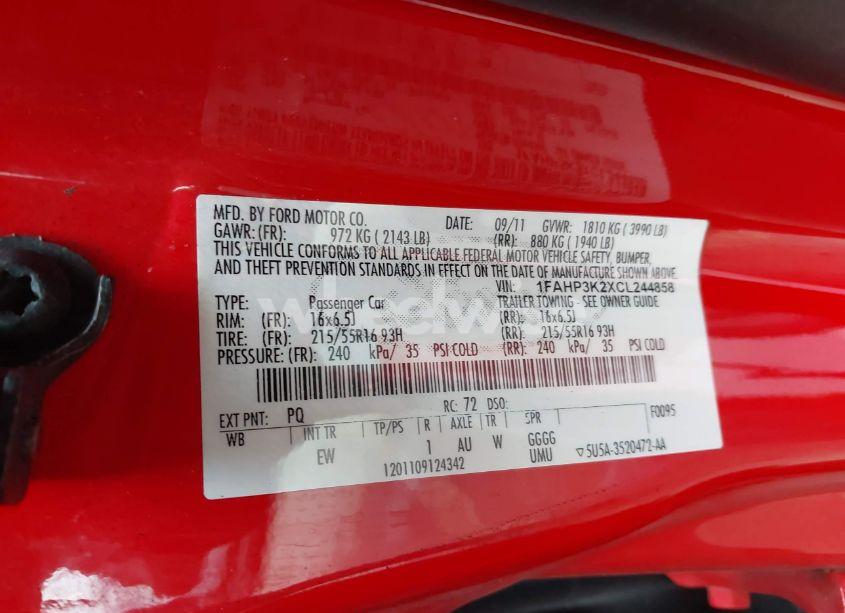 MFD. BY FORD MOTOR CO. DATE: 09/11 GVWR: 1810 KG ( 3990 LB)
GAWR: (FR): 972 KG ( 2143 LB) (RR): 880 KG ( 1940 LB)
THIS VEHICLE CONFORMS TO ALL APPLICABLE FEDERAL MOTOR VEHICLE SAFETY, BUMPER,
AND THEFT PREVENTION STANDARDS IN EFFECT ON THE DATE OF MANUFACTURE SHOWN ABOVE.
VIN: 1FAHP3K2XCL244858
TYPE: Passenger Car TRAILER TOWING - SEE OWNER GUIDE
RIM: (FR): 16x6.5J (RR): 16x6.5J
TIRE: (FR): 215/55R16 93H (RR): 215/55R16 93H
PRESSURE: (FR): 240 kPa/ 35 PSI COLD (RR): 240 kPa/ 35 PSI COLD
EXT PNT: PQ RC: 72 DSO: F0095
WB INT TR TP/PS R AXLE TR SPR
EW 1 AU W GGGG
1201109124342 UMU ▽5U5A-3520472-AA